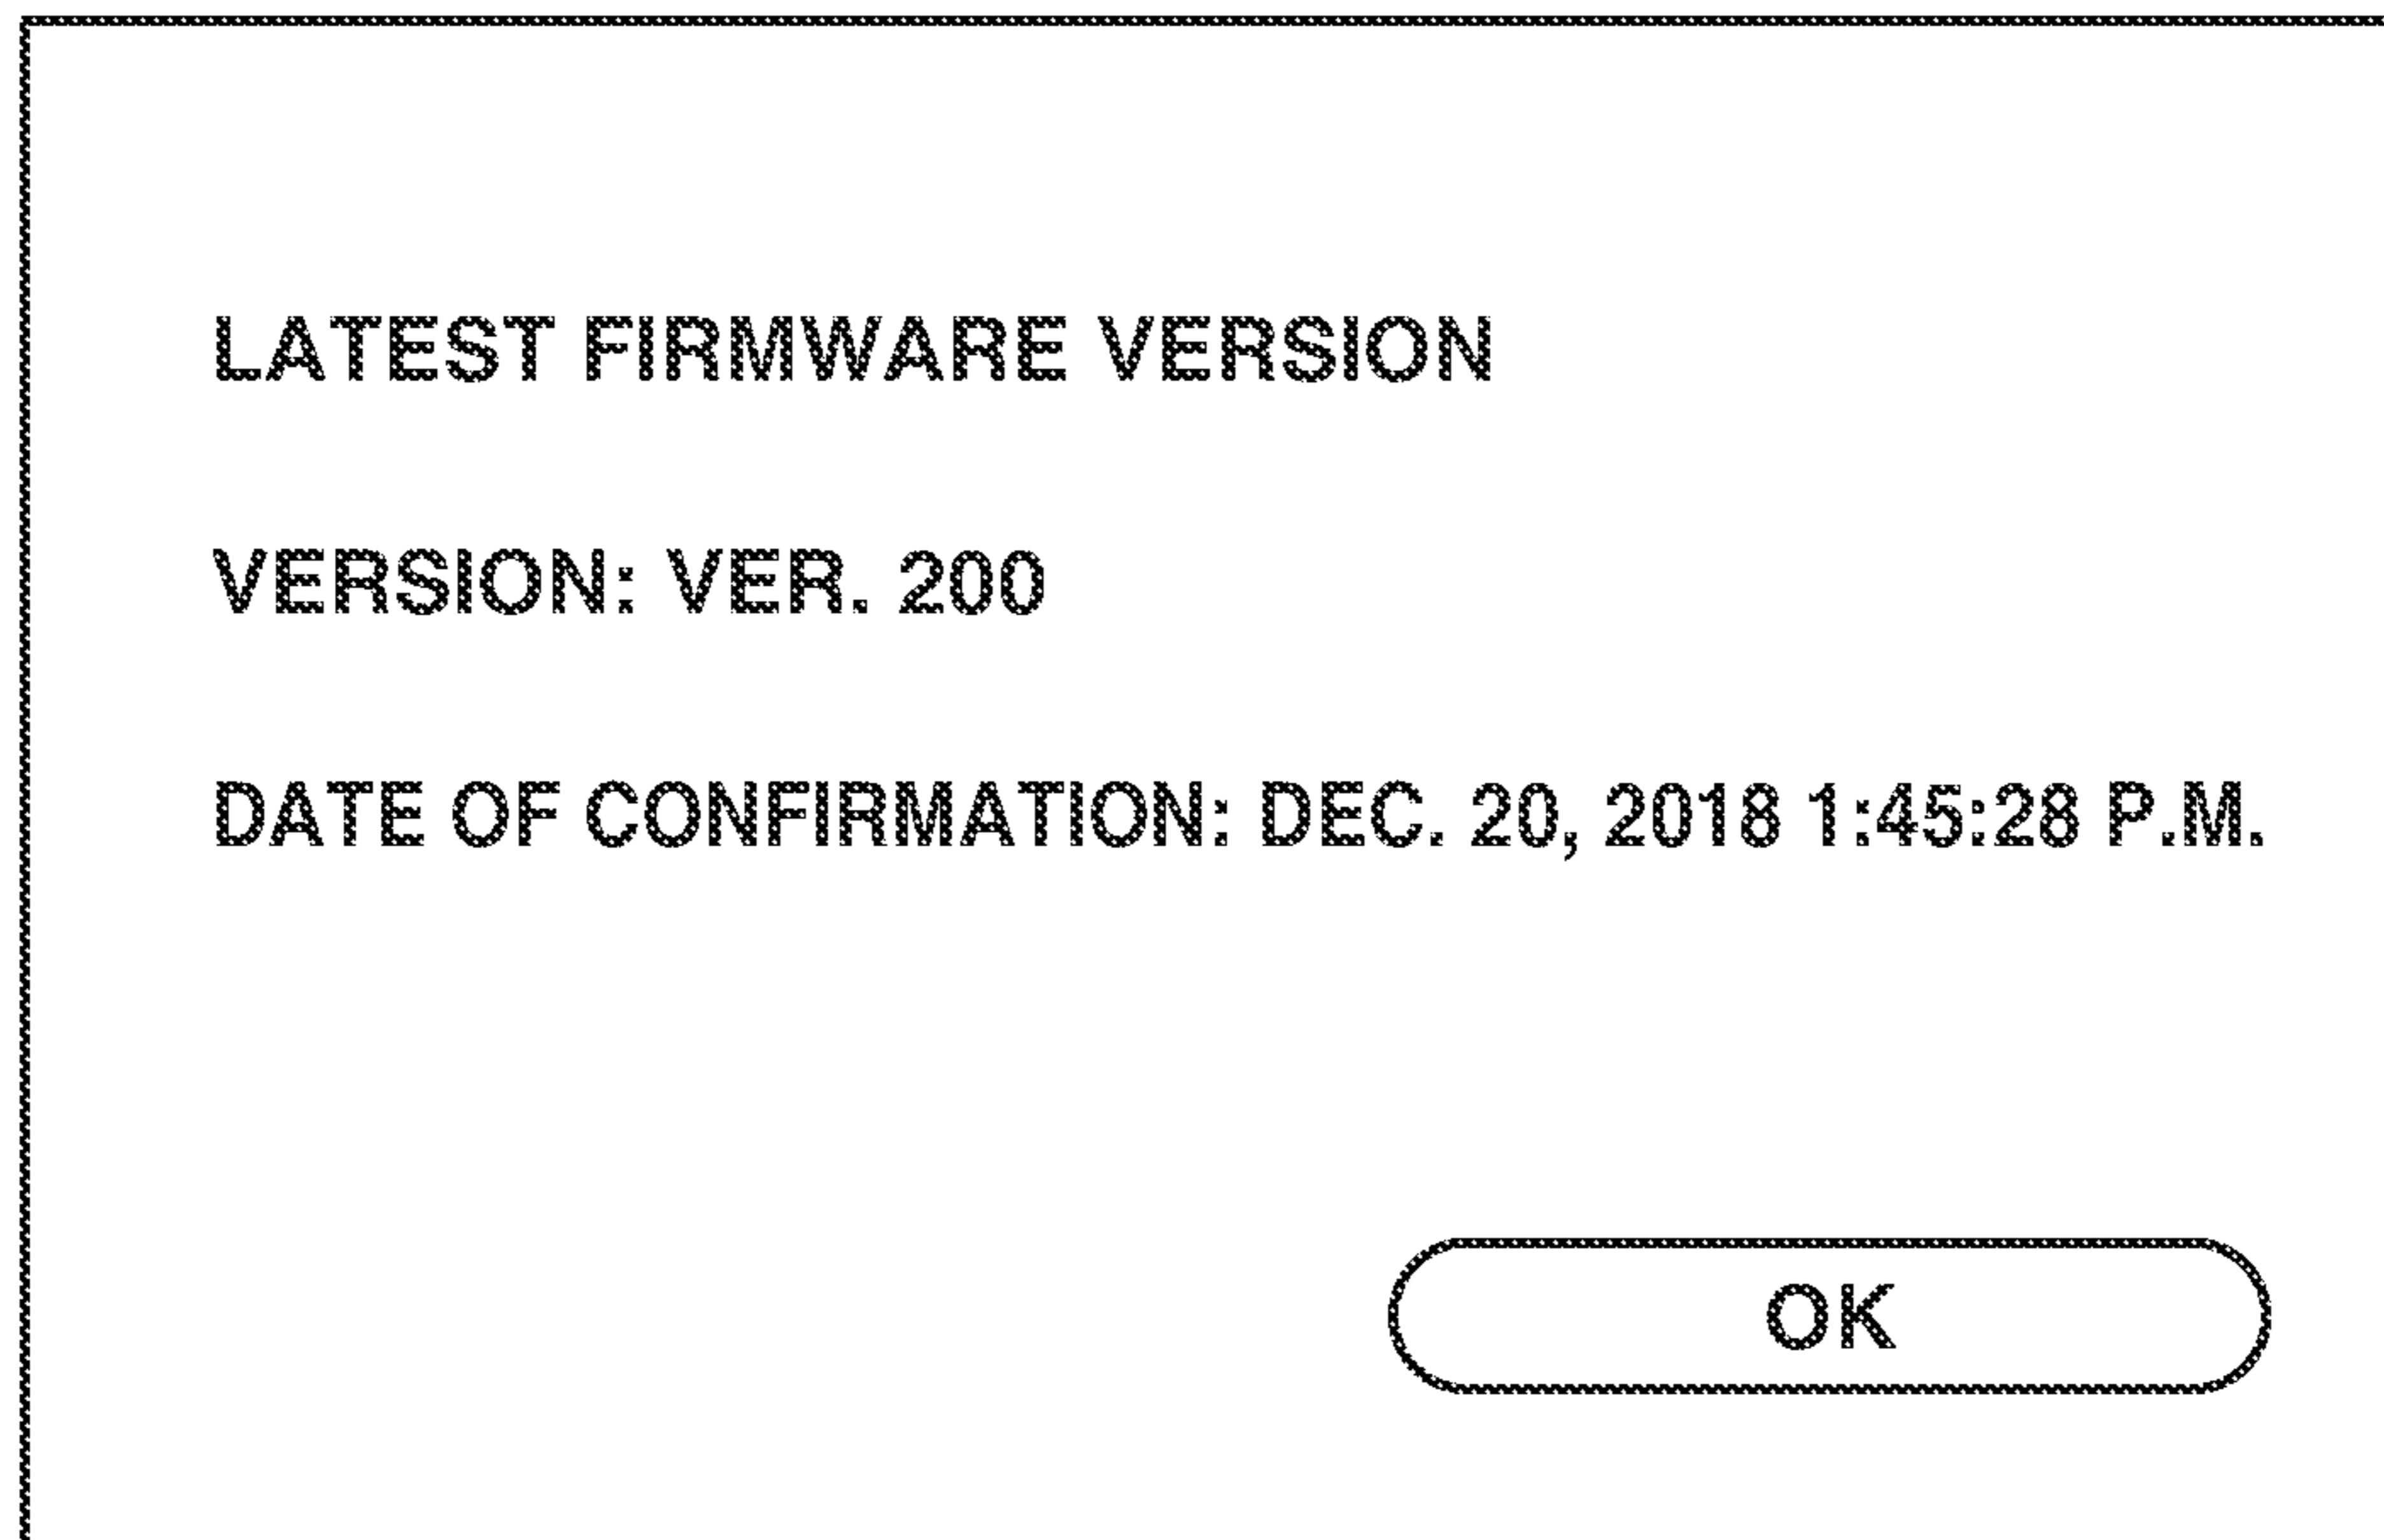 LATEST FIRMWARE VERSION
VERSION: VER. 200
DATE OF CONFIRMATION: DEC. 20, 2018 1:45:28 P.M.
OK